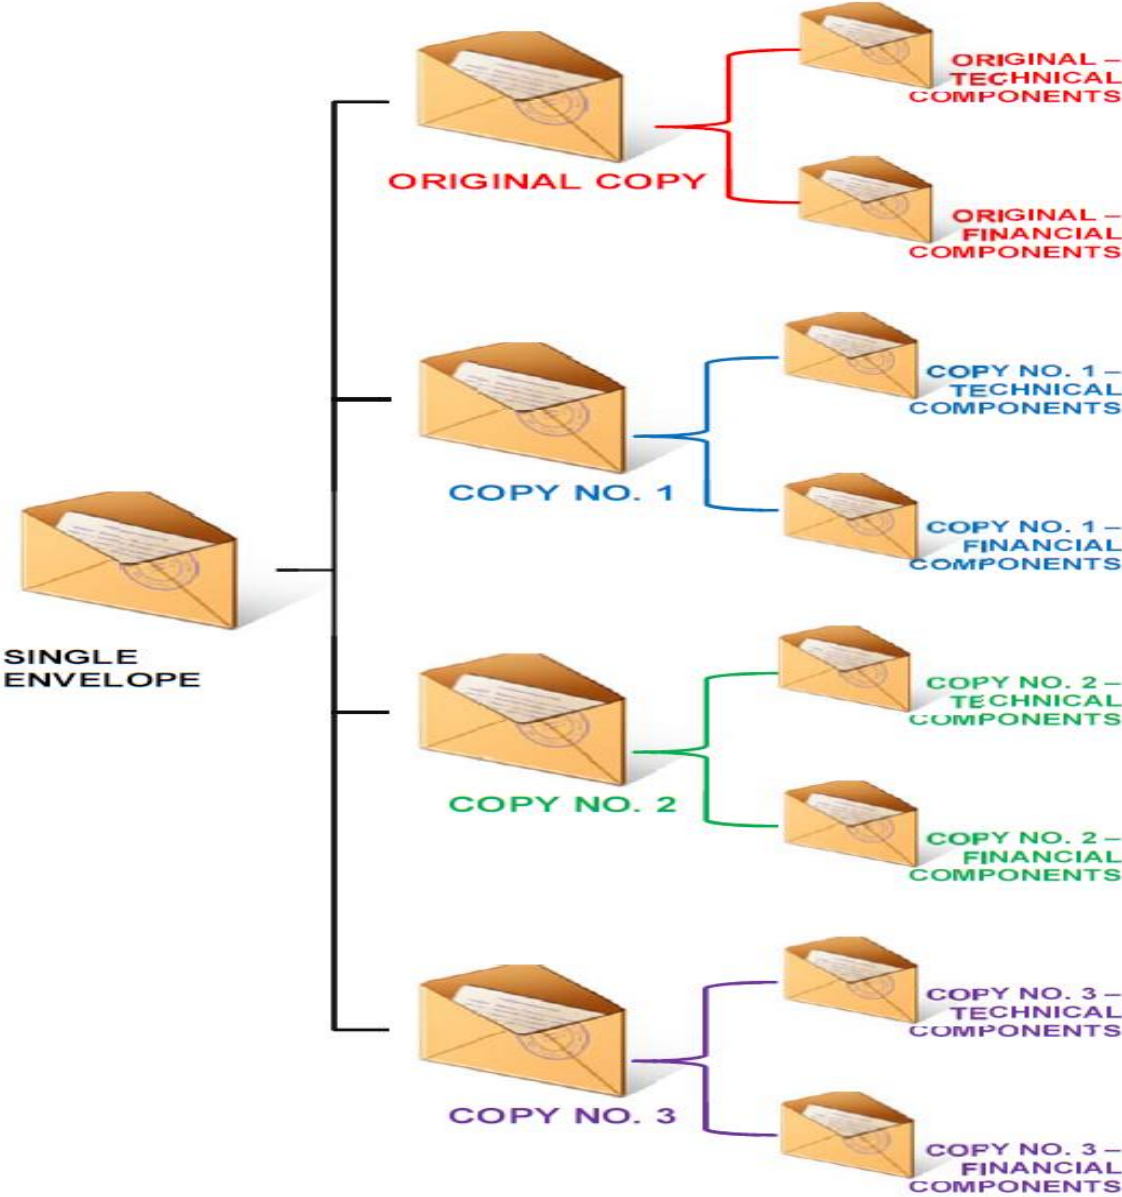 ORIGINAL –
TECHNICAL
COMPONENTS
ORIGINAL COPY
ORIGINAL –
FINANCIAL
COMPONENTS
COPY NO. 1 –
TECHNICAL
COMPONENTS
COPY NO. 1
COPY NO. 1 –
FINANCIAL
COMPONENTS
SINGLE
ENVELOPE
COPY NO. 2 –
TECHNICAL
COMPONENTS
COPY NO. 2
COPY NO. 2 –
FINANCIAL
COMPONENTS
COPY NO. 3 –
TECHNICAL
COMPONENTS
COPY NO. 3
COPY NO. 3 –
FINANCIAL
COMPONENTS